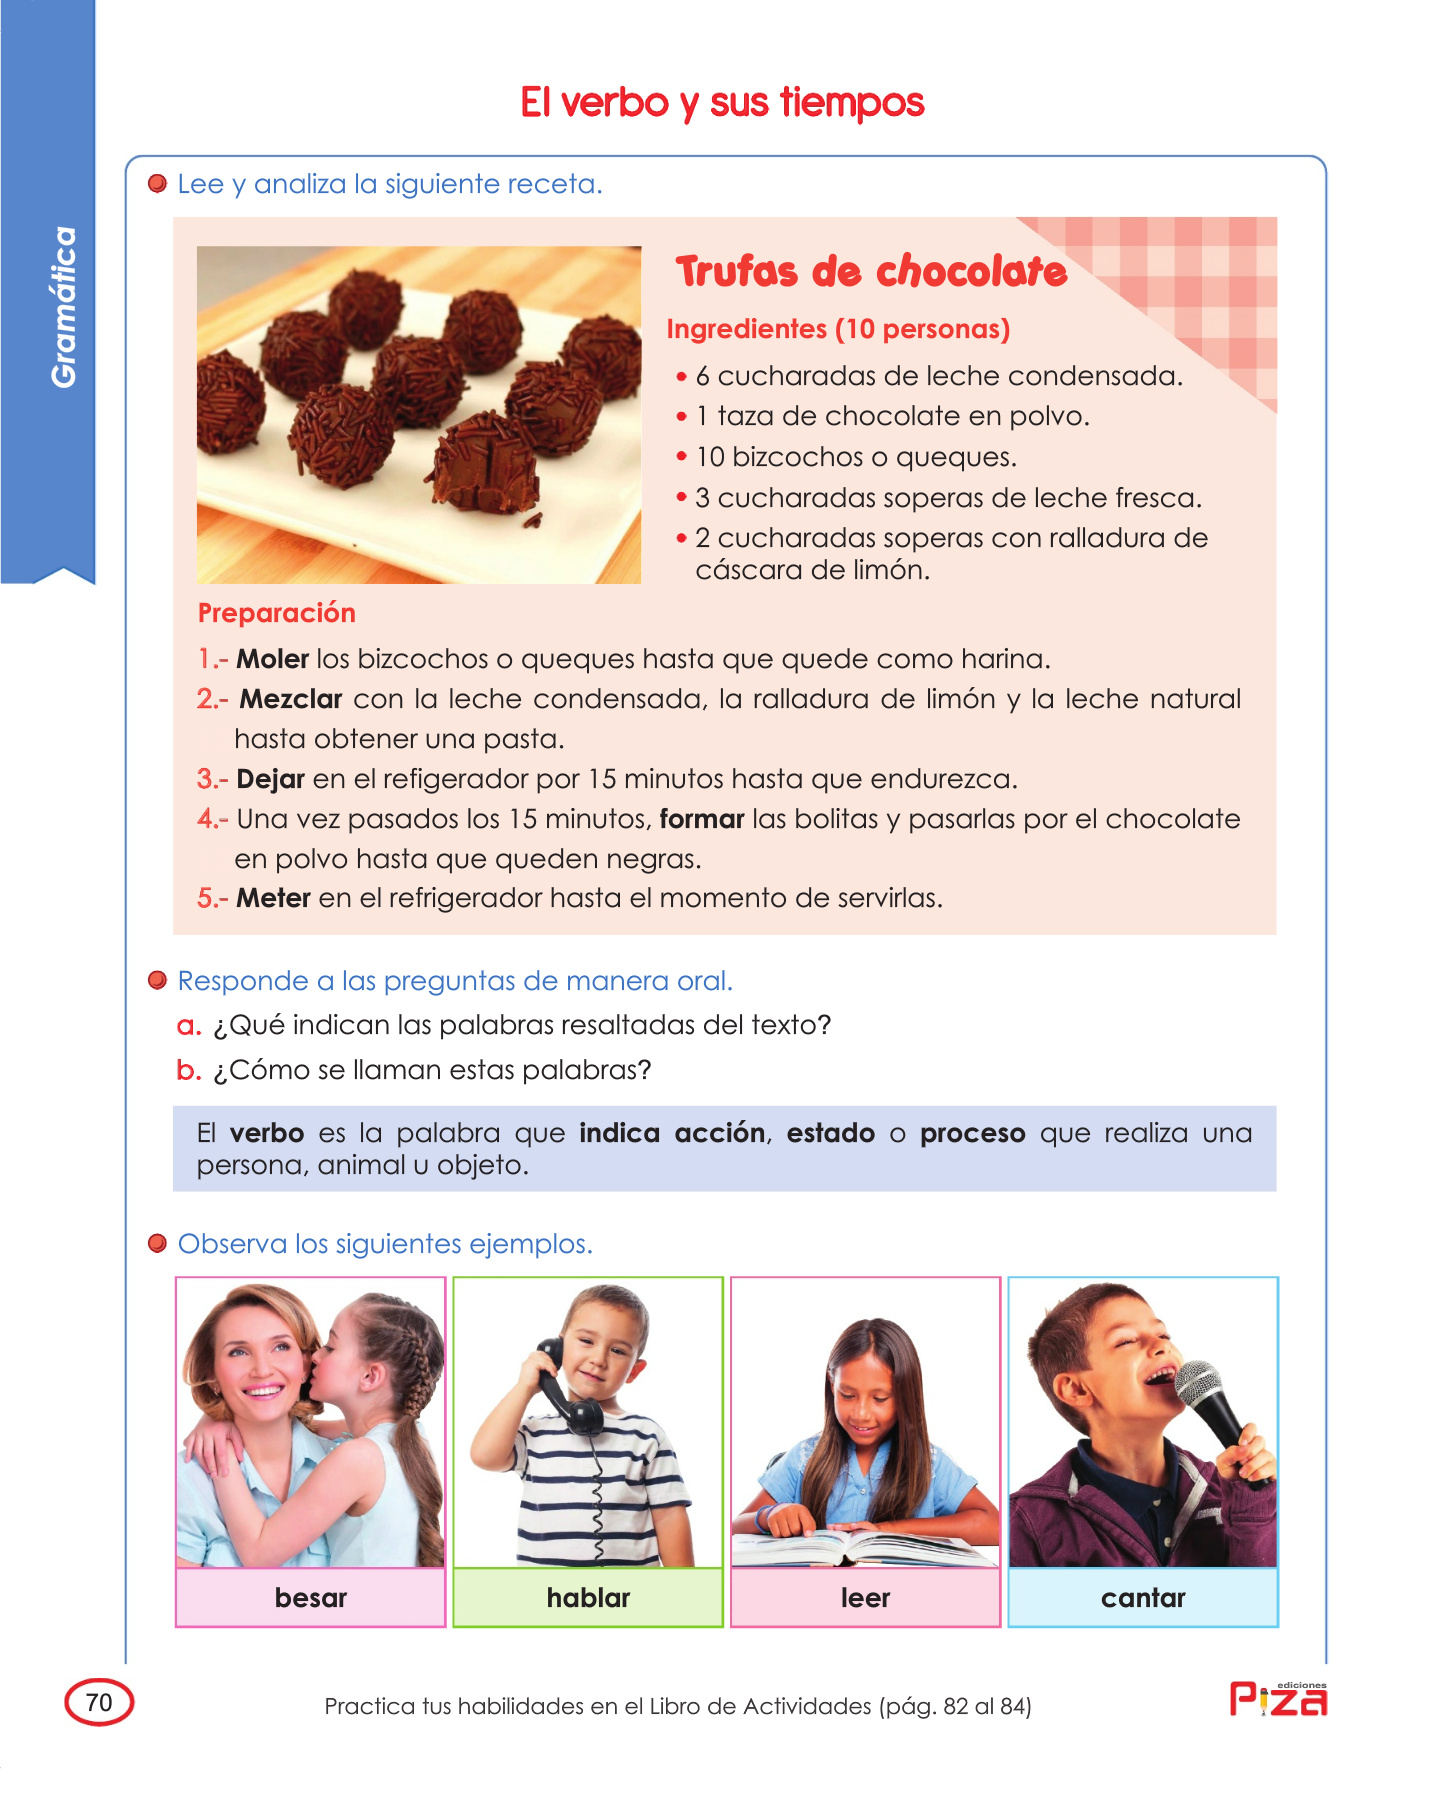 El verbo y sus tiempos
Gramática
Lee y analiza la siguiente receta.
Trufas de chocolate
Ingredientes (10 personas)
• 6 cucharadas de leche condensada.
• 1 taza de chocolate en polvo.
• 10 bizcochos o queques.
• 3 cucharadas soperas de leche fresca.
• 2 cucharadas soperas con ralladura de
cáscara de limón.
Preparación
1.- Moler los bizcochos o queques hasta que quede como harina.
2.- Mezclar con la leche condensada, la ralladura de limón y la leche natural
hasta obtener una pasta.
3.- Dejar en el refigerador por 15 minutos hasta que endurezca.
4.- Una vez pasados los 15 minutos, formar las bolitas y pasarlas por el chocolate
en polvo hasta que queden negras.
5.- Meter en el refrigerador hasta el momento de servirlas.
Responde a las preguntas de manera oral.
a. ¿Qué indican las palabras resaltadas del texto?
b. ¿Cómo se llaman estas palabras?
El verbo es la palabra que indica acción, estado o proceso que realiza una
persona, animal u objeto.
Observa los siguientes ejemplos.
besar
hablar
leer
cantar
70
Practica tus habilidades en el Libro de Actividades (pág. 82 al 84)
ediciones
Piza